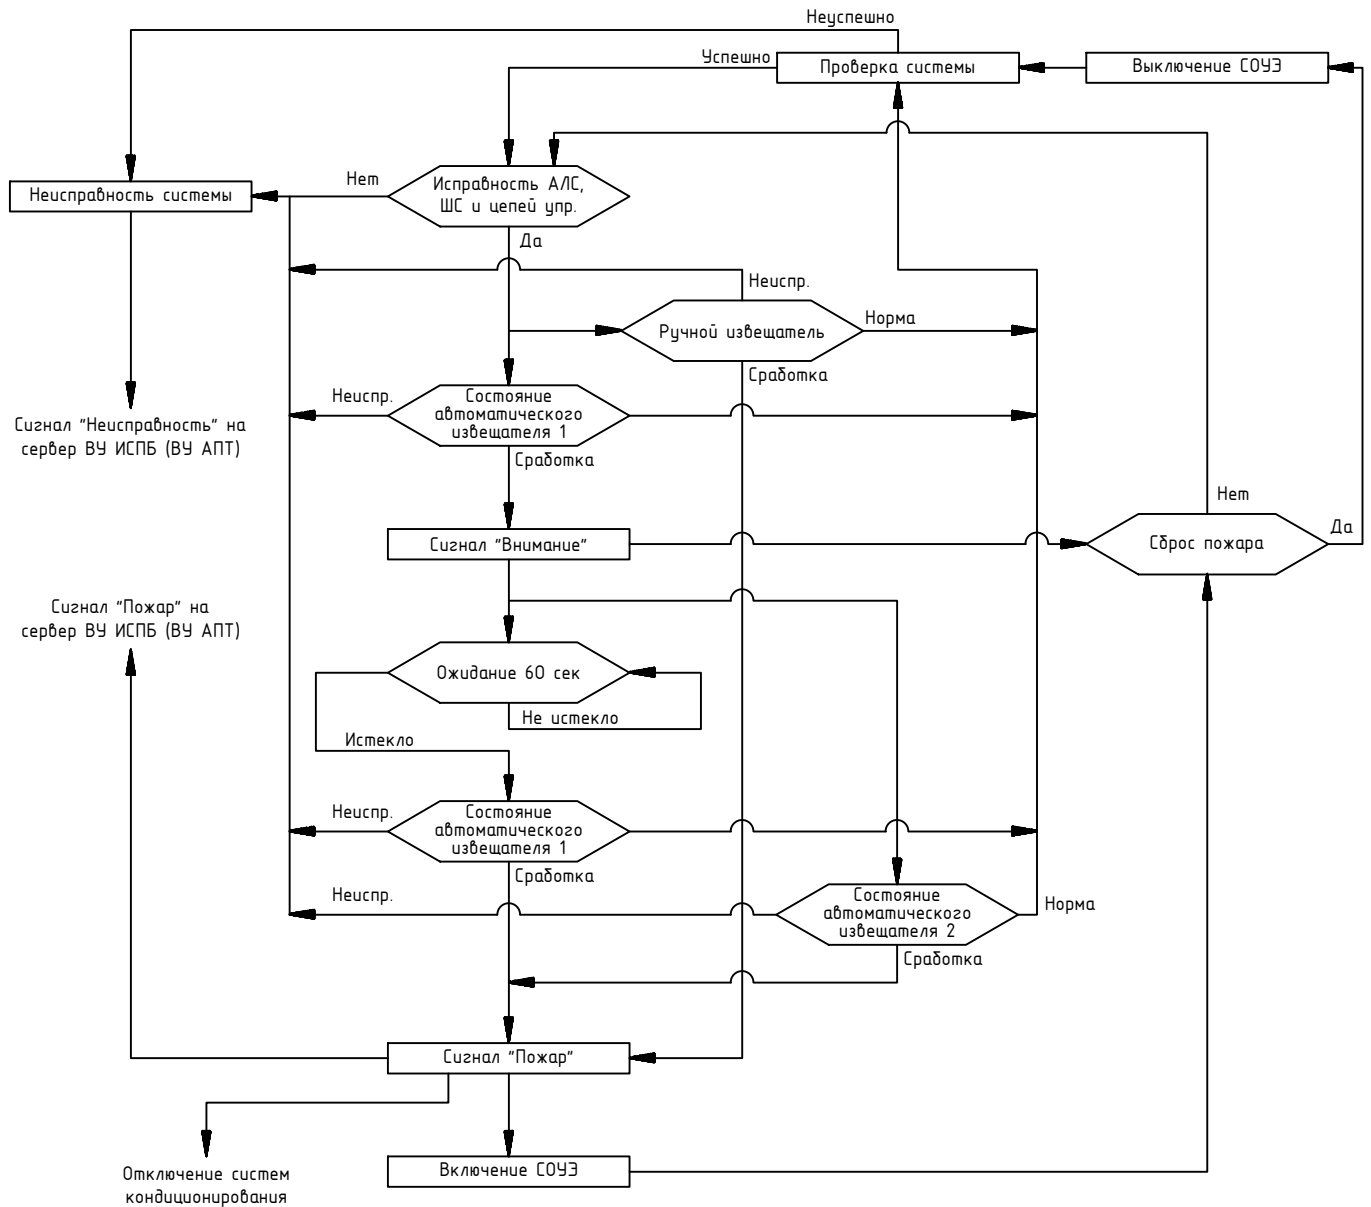 Неуспешно
Успешно
Проверка системы
Выключение СОУЭ
Нет
Исправность АЛС,
ШС и цепей упр.
Неисправность системы
Да
Неиспр.
Ручной извещатель
Норма
Сработка
Неиспр.
Состояние
автоматического
извещателя 1
Сработка
Сигнал "Неисправность" на
сервер ВУ ИСПБ (ВУ АПТ)
Нет
Да
Сброс пожара
Сигнал "Внимание"
Сигнал "Пожар" на
сервер ВУ ИСПБ (ВУ АПТ)
Ожидание 60 сек
Не истекло
Истекло
Неиспр.
Состояние
автоматического
извещателя 1
Сработка
Неиспр.
Состояние
автоматического
извещателя 2
Норма
Сработка
Сигнал "Пожар"
Включение СОУЭ
Отключение систем
кондиционирования